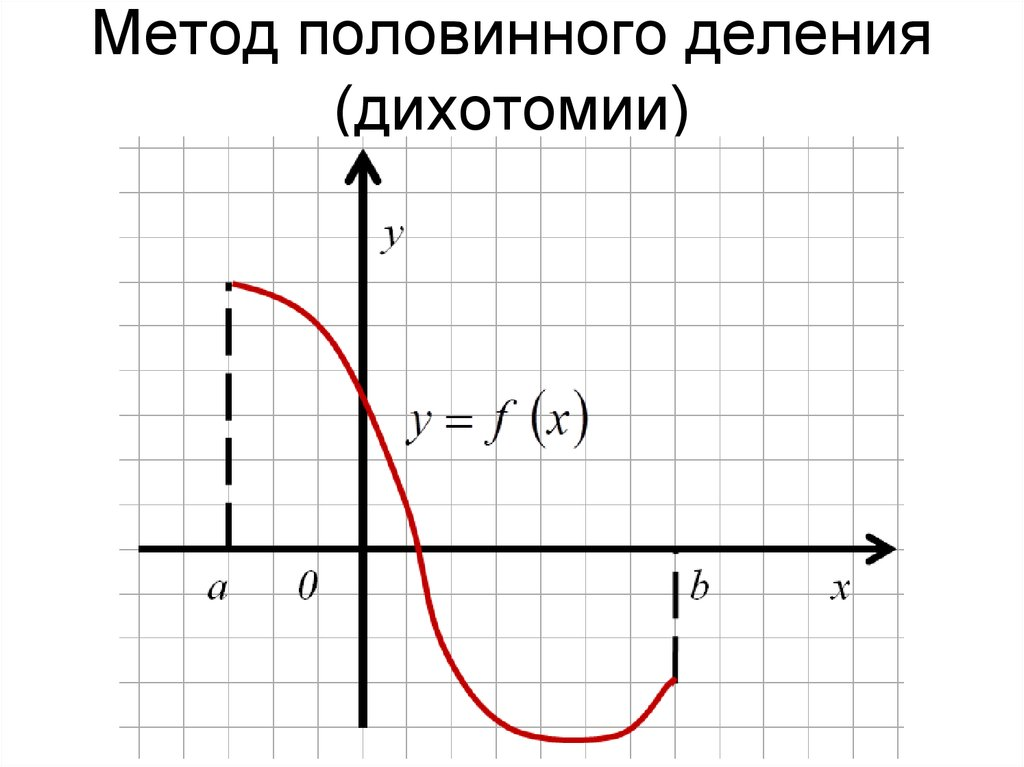 Метод половинного деления
(дихотомии)
y
y = f (x)
a 0 b x